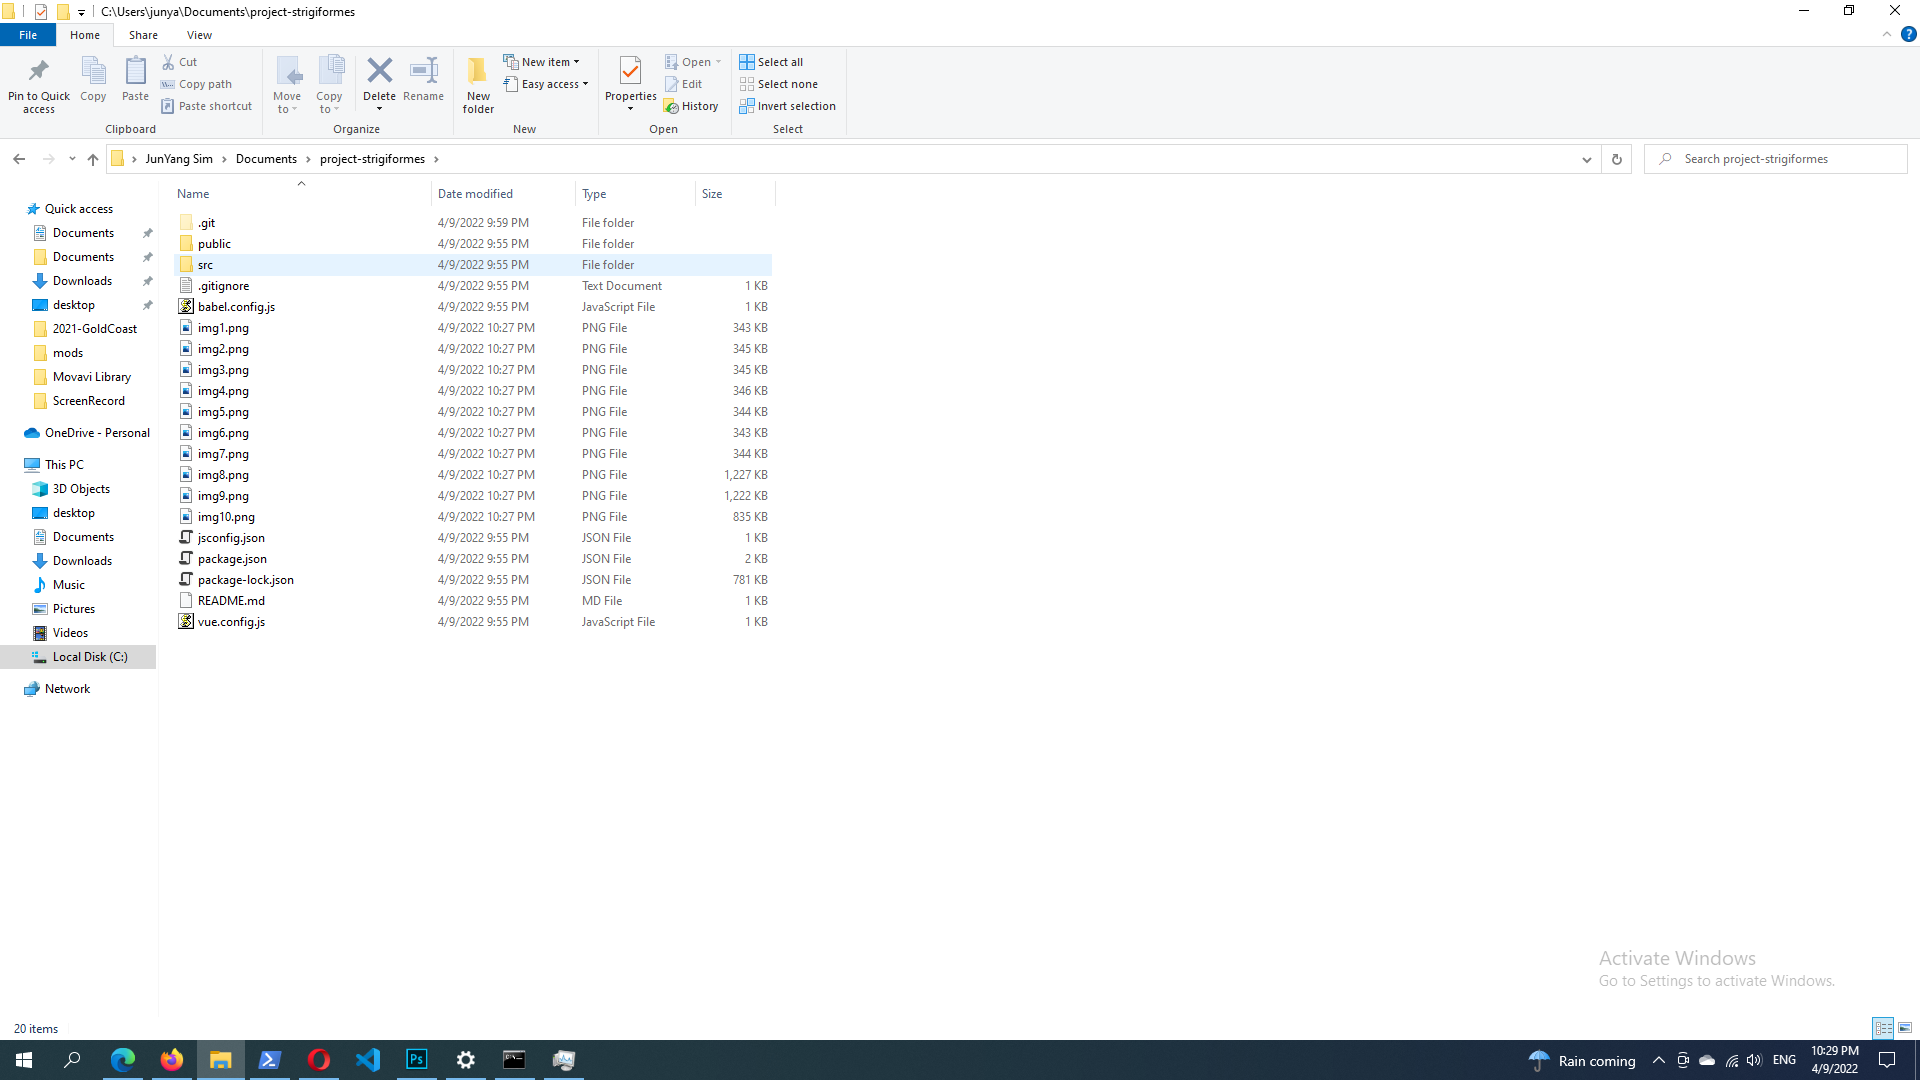 C:\Users\junya\Documents\project-strigiformes
File Home Share View
Pin to Quick access
Copy
Paste
Cut
Copy path
Paste shortcut
Clipboard
Move to
Copy to
Delete
Rename
Organize
New folder
New item
Easy access
New
Properties
Open
Edit
History
Open
Select all
Select none
Invert selection
Select
JunYang Sim Documents project-strigiformes
Search project-strigiformes
Quick access
Documents
Documents
Downloads
desktop
2021-GoldCoast
mods
Movavi Library
ScreenRecord
OneDrive - Personal
This PC
3D Objects
desktop
Documents
Downloads
Music
Pictures
Videos
Local Disk (C:)
Network
Name Date modified Type Size
.git 4/9/2022 9:59 PM File folder
public 4/9/2022 9:55 PM File folder
src 4/9/2022 9:55 PM File folder
.gitignore 4/9/2022 9:55 PM Text Document 1 KB
babel.config.js 4/9/2022 9:55 PM JavaScript File 1 KB
img1.png 4/9/2022 10:27 PM PNG File 343 KB
img2.png 4/9/2022 10:27 PM PNG File 345 KB
img3.png 4/9/2022 10:27 PM PNG File 345 KB
img4.png 4/9/2022 10:27 PM PNG File 346 KB
img5.png 4/9/2022 10:27 PM PNG File 344 KB
img6.png 4/9/2022 10:27 PM PNG File 343 KB
img7.png 4/9/2022 10:27 PM PNG File 344 KB
img8.png 4/9/2022 10:27 PM PNG File 1,227 KB
img9.png 4/9/2022 10:27 PM PNG File 1,222 KB
img10.png 4/9/2022 10:27 PM PNG File 835 KB
jsconfig.json 4/9/2022 9:55 PM JSON File 1 KB
package.json 4/9/2022 9:55 PM JSON File 2 KB
package-lock.json 4/9/2022 9:55 PM JSON File 781 KB
README.md 4/9/2022 9:55 PM MD File 1 KB
vue.config.js 4/9/2022 9:55 PM JavaScript File 1 KB
Activate Windows
Go to Settings to activate Windows.
20 items
Ps
Rain coming
ENG
10:29 PM
4/9/2022